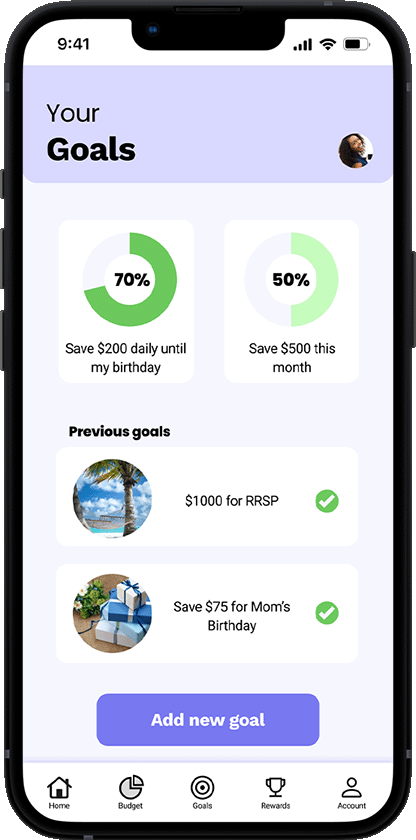 9:41
Your
Goals
70%
50%
Save $200 daily until
my birthday
Save $500 this
month
Previous goals
$1000 for RRSP
Save $75 for Mom’s
Birthday
Add new goal
Home
Budget
Goals
Rewards
Account